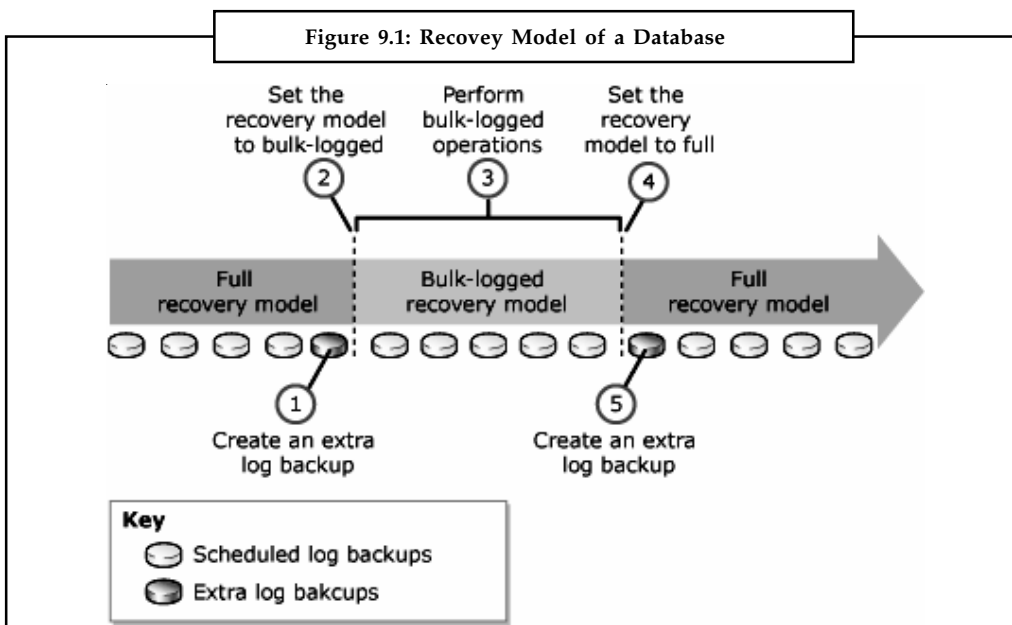 Figure 9.1: Recovey Model of a Database
Set the
recovery model
to bulk-logged
2
Perform
bulk-logged
operations
3
Set the
recovery
model to full
4
Full
recovery model
Bulk-logged
recovery model
Full
recovery model
1
Create an extra
log backup
5
Create an extra
log backup
Key
Scheduled log backups
Extra log bakcups